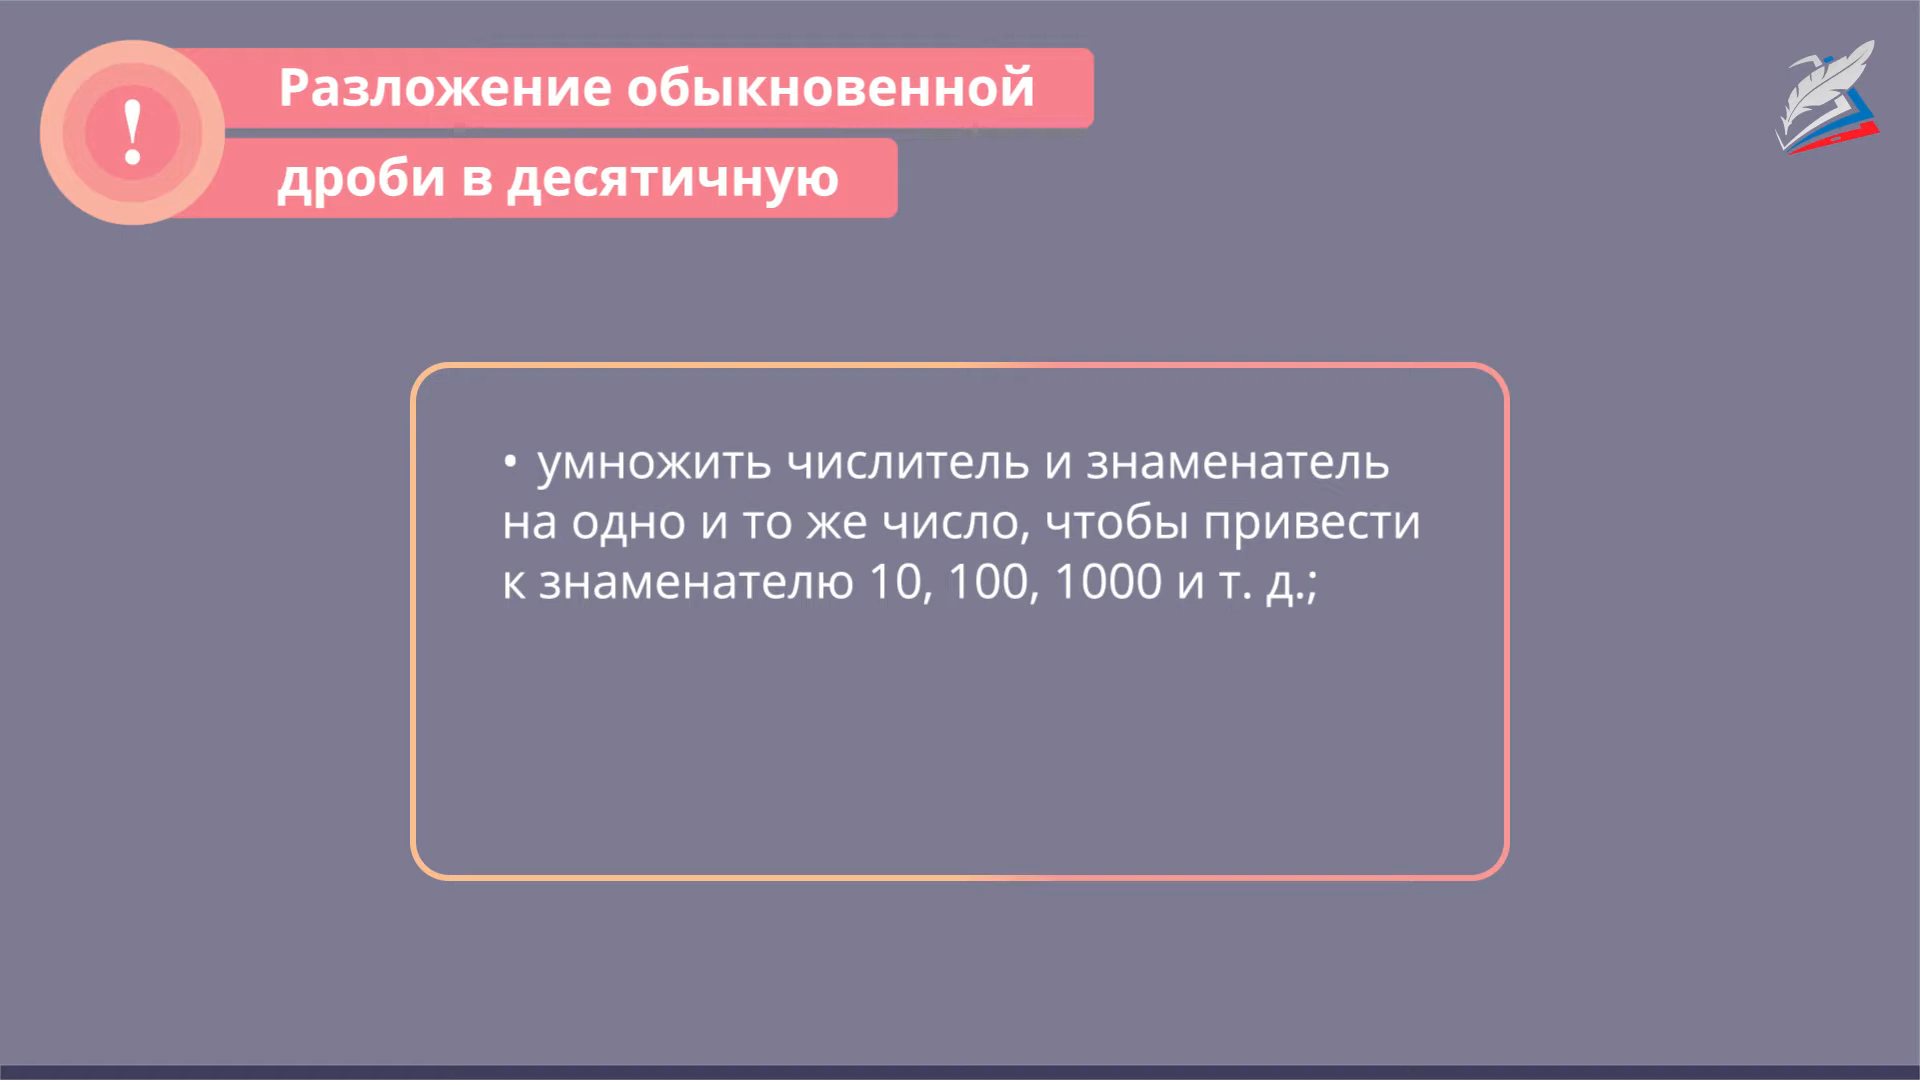 !
Разложение обыкновенной
дроби в десятичную
• умножить числитель и знаменатель
на одно и то же число, чтобы привести
к знаменателю 10, 100, 1000 и т. д.;